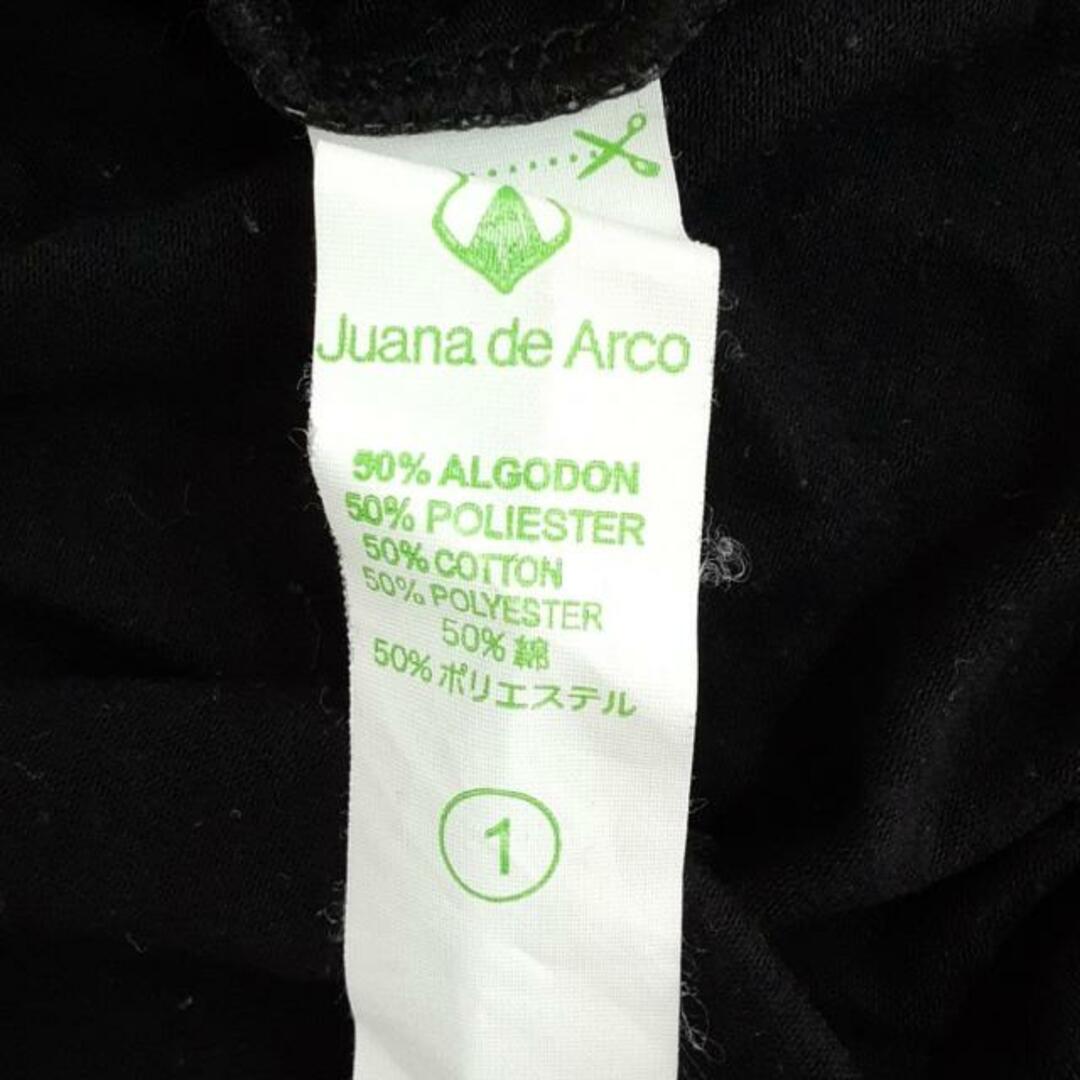 Juana de Arco
50% ALGODON
50% POLIESTER
50% COTTON
50% POLYESTER
50% 綿
50% ポリエステル
1